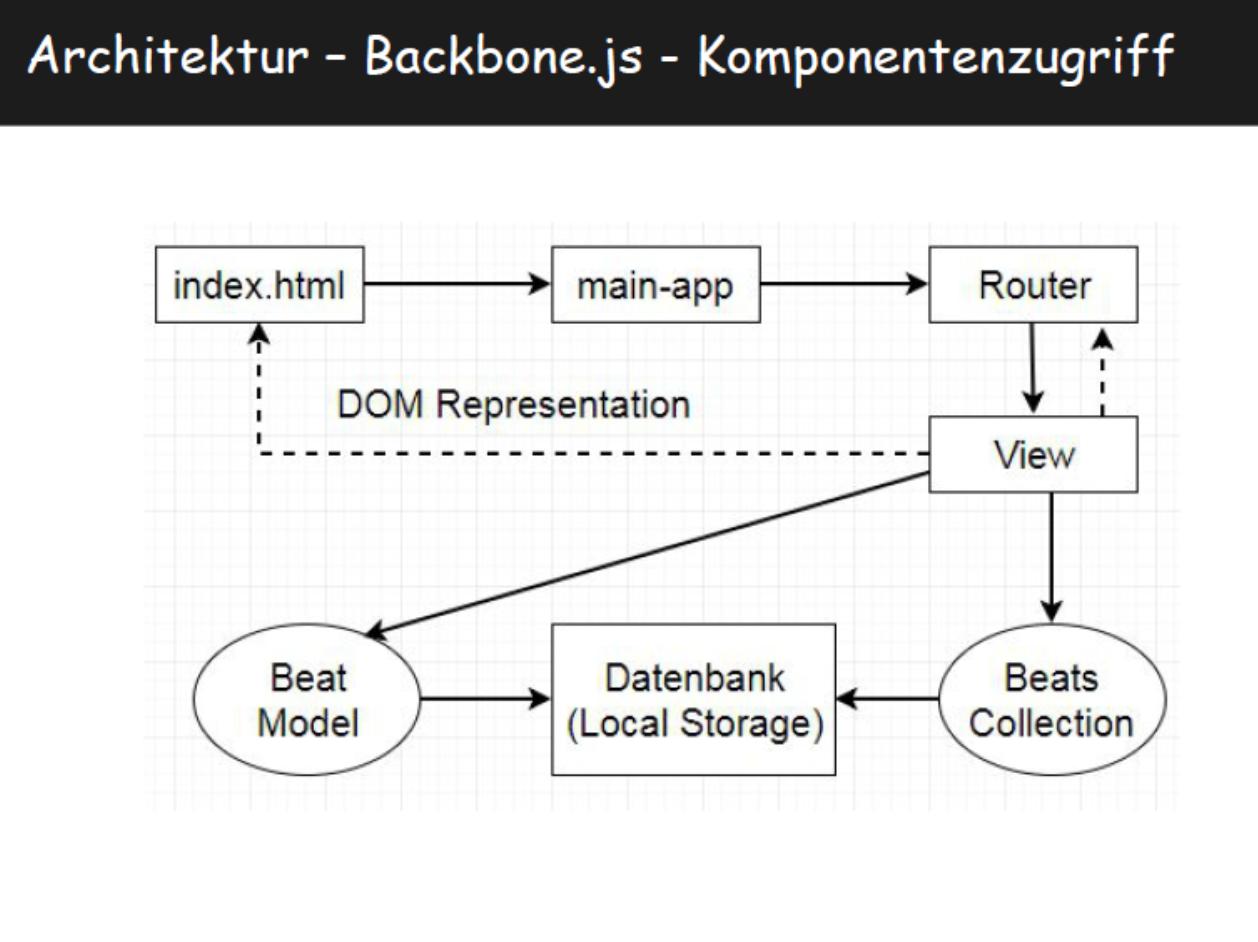 Architektur – Backbone.js - Komponentenzugriff
index.html
main-app
Router
DOM Representation
View
Beat
Model
Datenbank
(Local Storage)
Beats
Collection